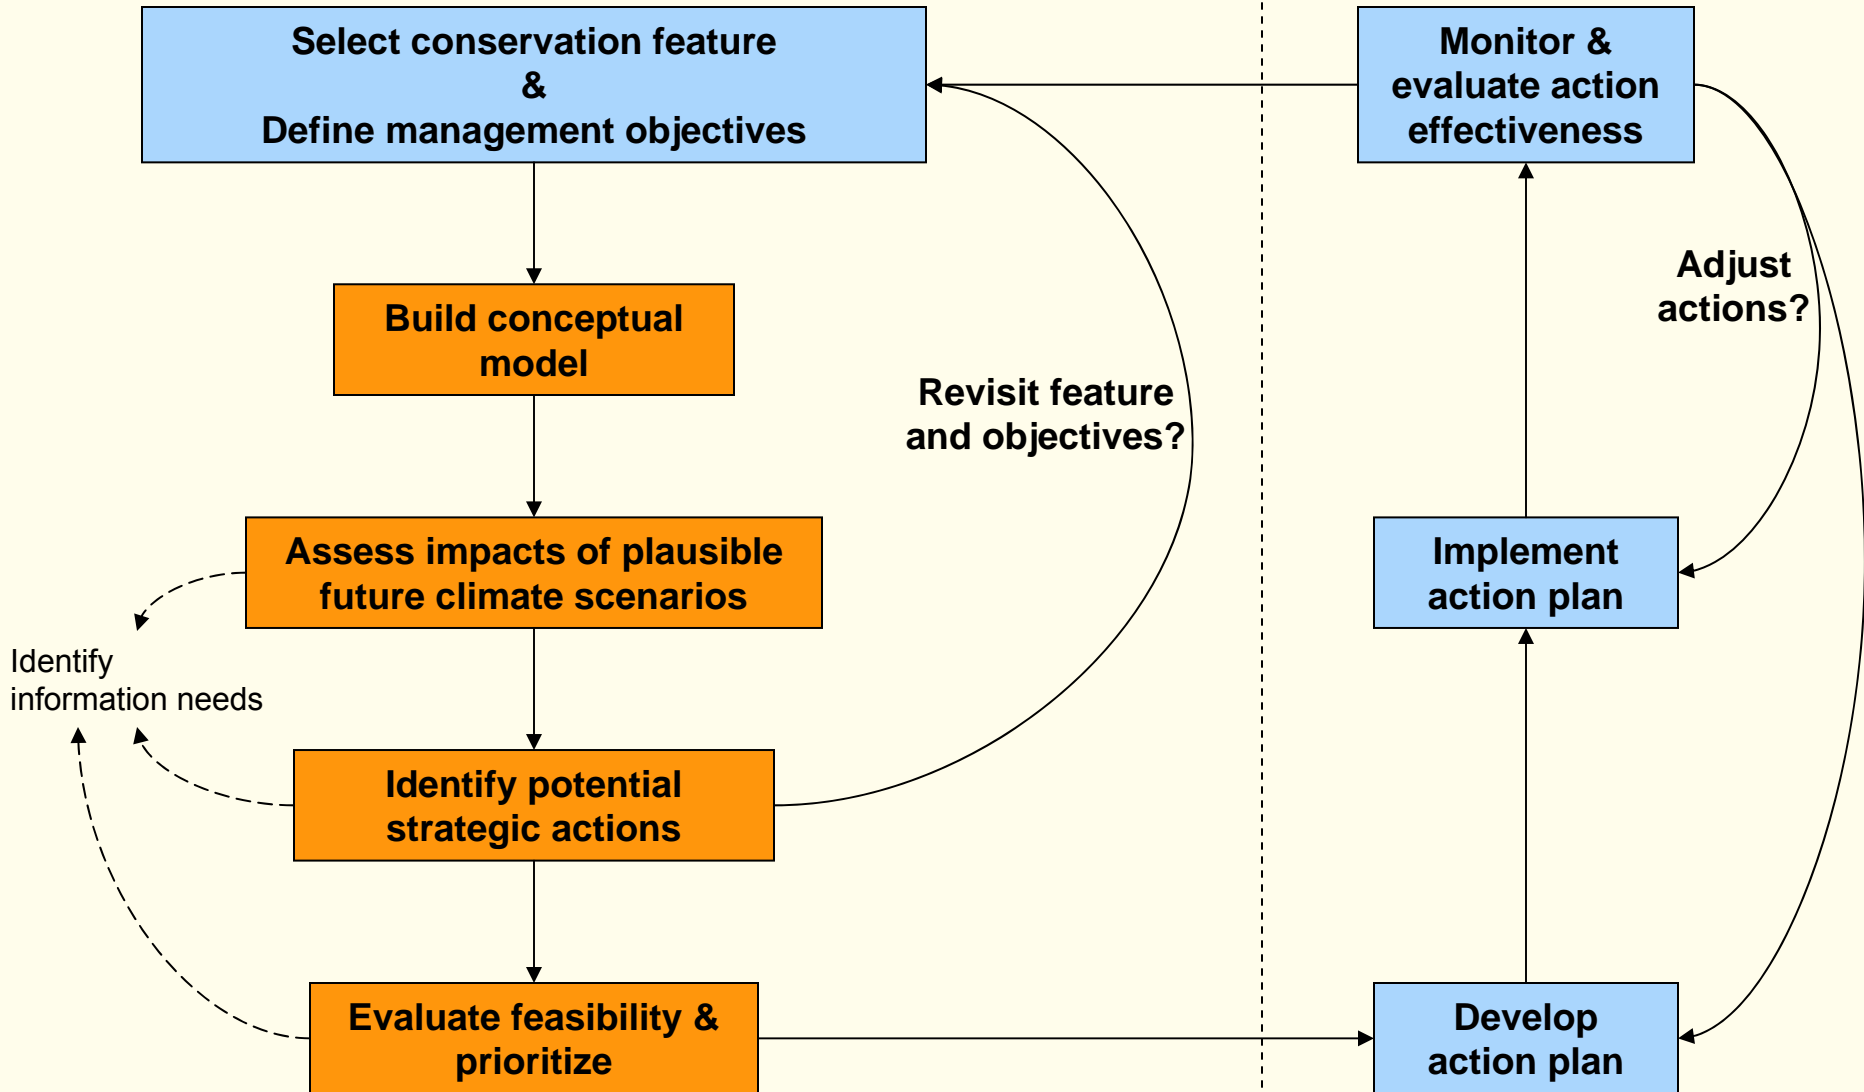 Select conservation feature
&
Define management objectives
Build conceptual
model
Assess impacts of plausible
future climate scenarios
Identify
information needs
Identify potential
strategic actions
Evaluate feasibility &
prioritize
Revisit feature
and objectives?
Monitor &
evaluate action
effectiveness
Adjust
actions?
Implement
action plan
Develop
action plan